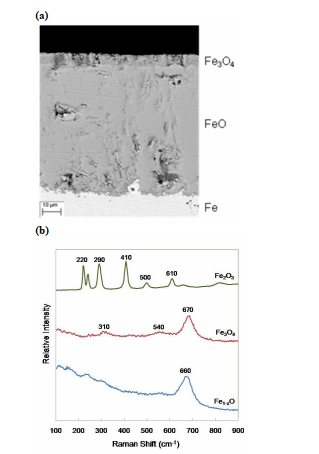 (a)
Fe₃O₄
FeO
Fe
10 µm
(b)
Relative Intensity
220 290 410 500 610 Fe₂O₃
310 540 670 Fe₃O₄
660 Fe₁₋ₓO
100 200 300 400 500 600 700 800 900
Raman Shift (cm⁻¹)